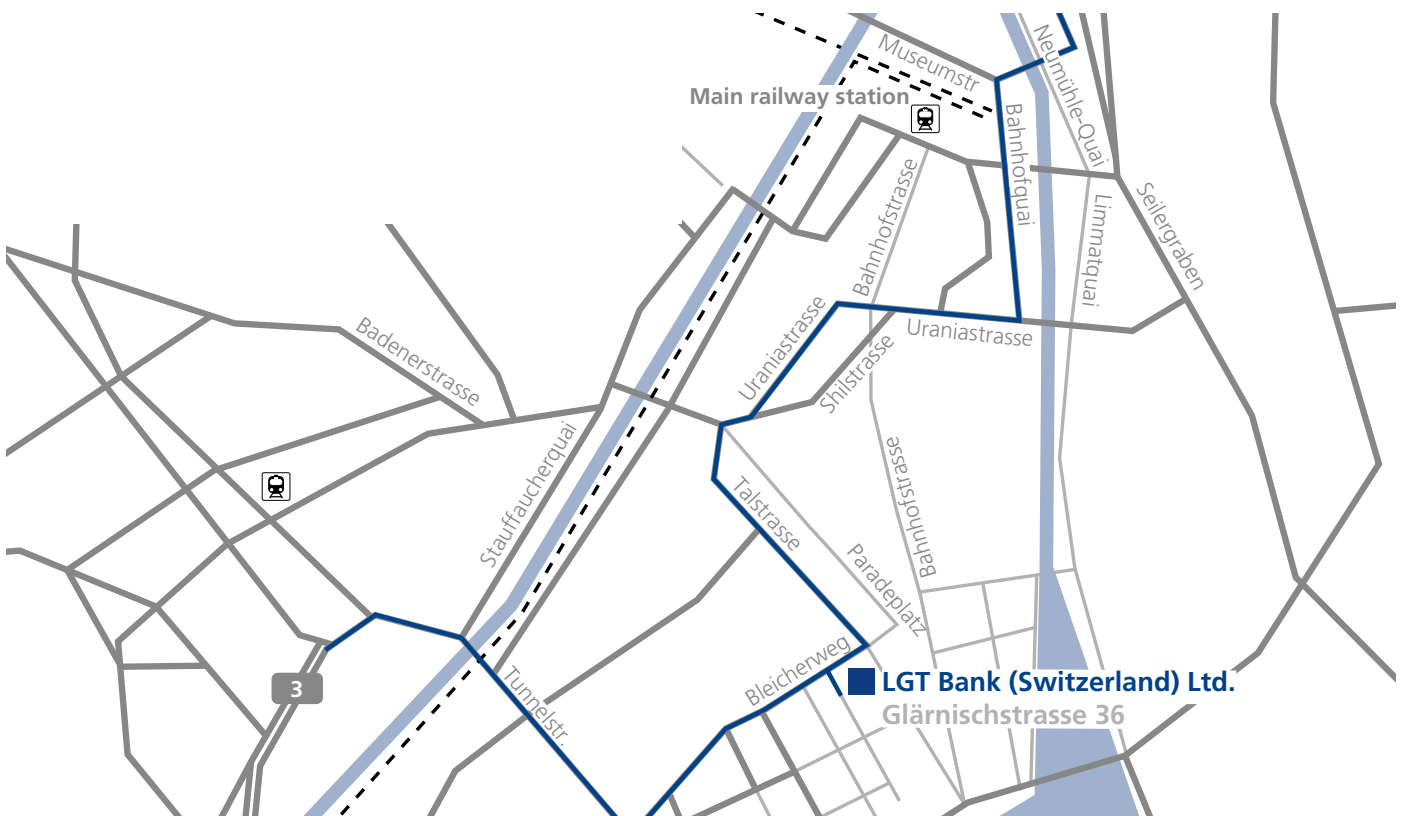 Museumstr
Neumühle-Quai
Main railway station
Bahnhofquai
Bahnhofstrasse
Seilergraben
Limmatquai
Uraniastrasse
Uraniastrasse
Badenerstrasse
Shilstrasse
Stauffaucherquai
Bahnhofstrasse
Talstrasse
Paradeplatz
Bleicherweg
3
Tunnelstr.
LGT Bank (Switzerland) Ltd.
Glärnischstrasse 36